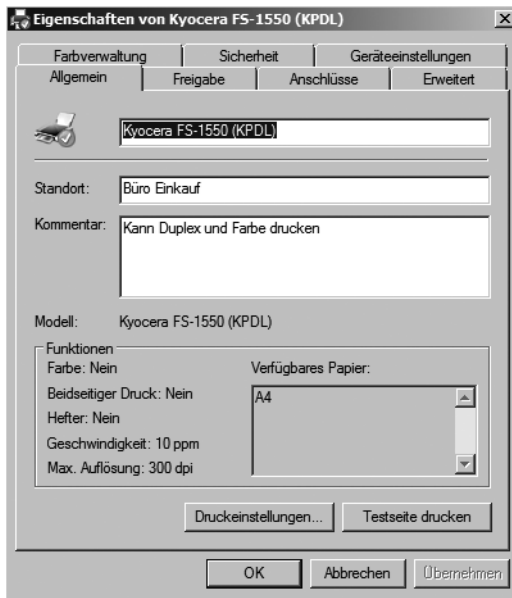 Eigenschaften von Kyocera FS-1550 (KPDL)
Farbverwaltung Sicherheit Geräteeinstellungen
Allgemein Freigabe Anschlüsse Erweitert
Kyocera FS-1550 (KPDL)
Standort: Büro Einkauf
Kommentar: Kann Duplex und Farbe drucken
Modell: Kyocera FS-1550 (KPDL)
Funktionen
Farbe: Nein Verfügbares Papier:
Beidseitiger Druck: Nein A4
Hefter: Nein
Geschwindigkeit: 10 ppm
Max. Auflösung: 300 dpi
Druckeinstellungen... Testseite drucken
OK Abbrechen Übernehmen